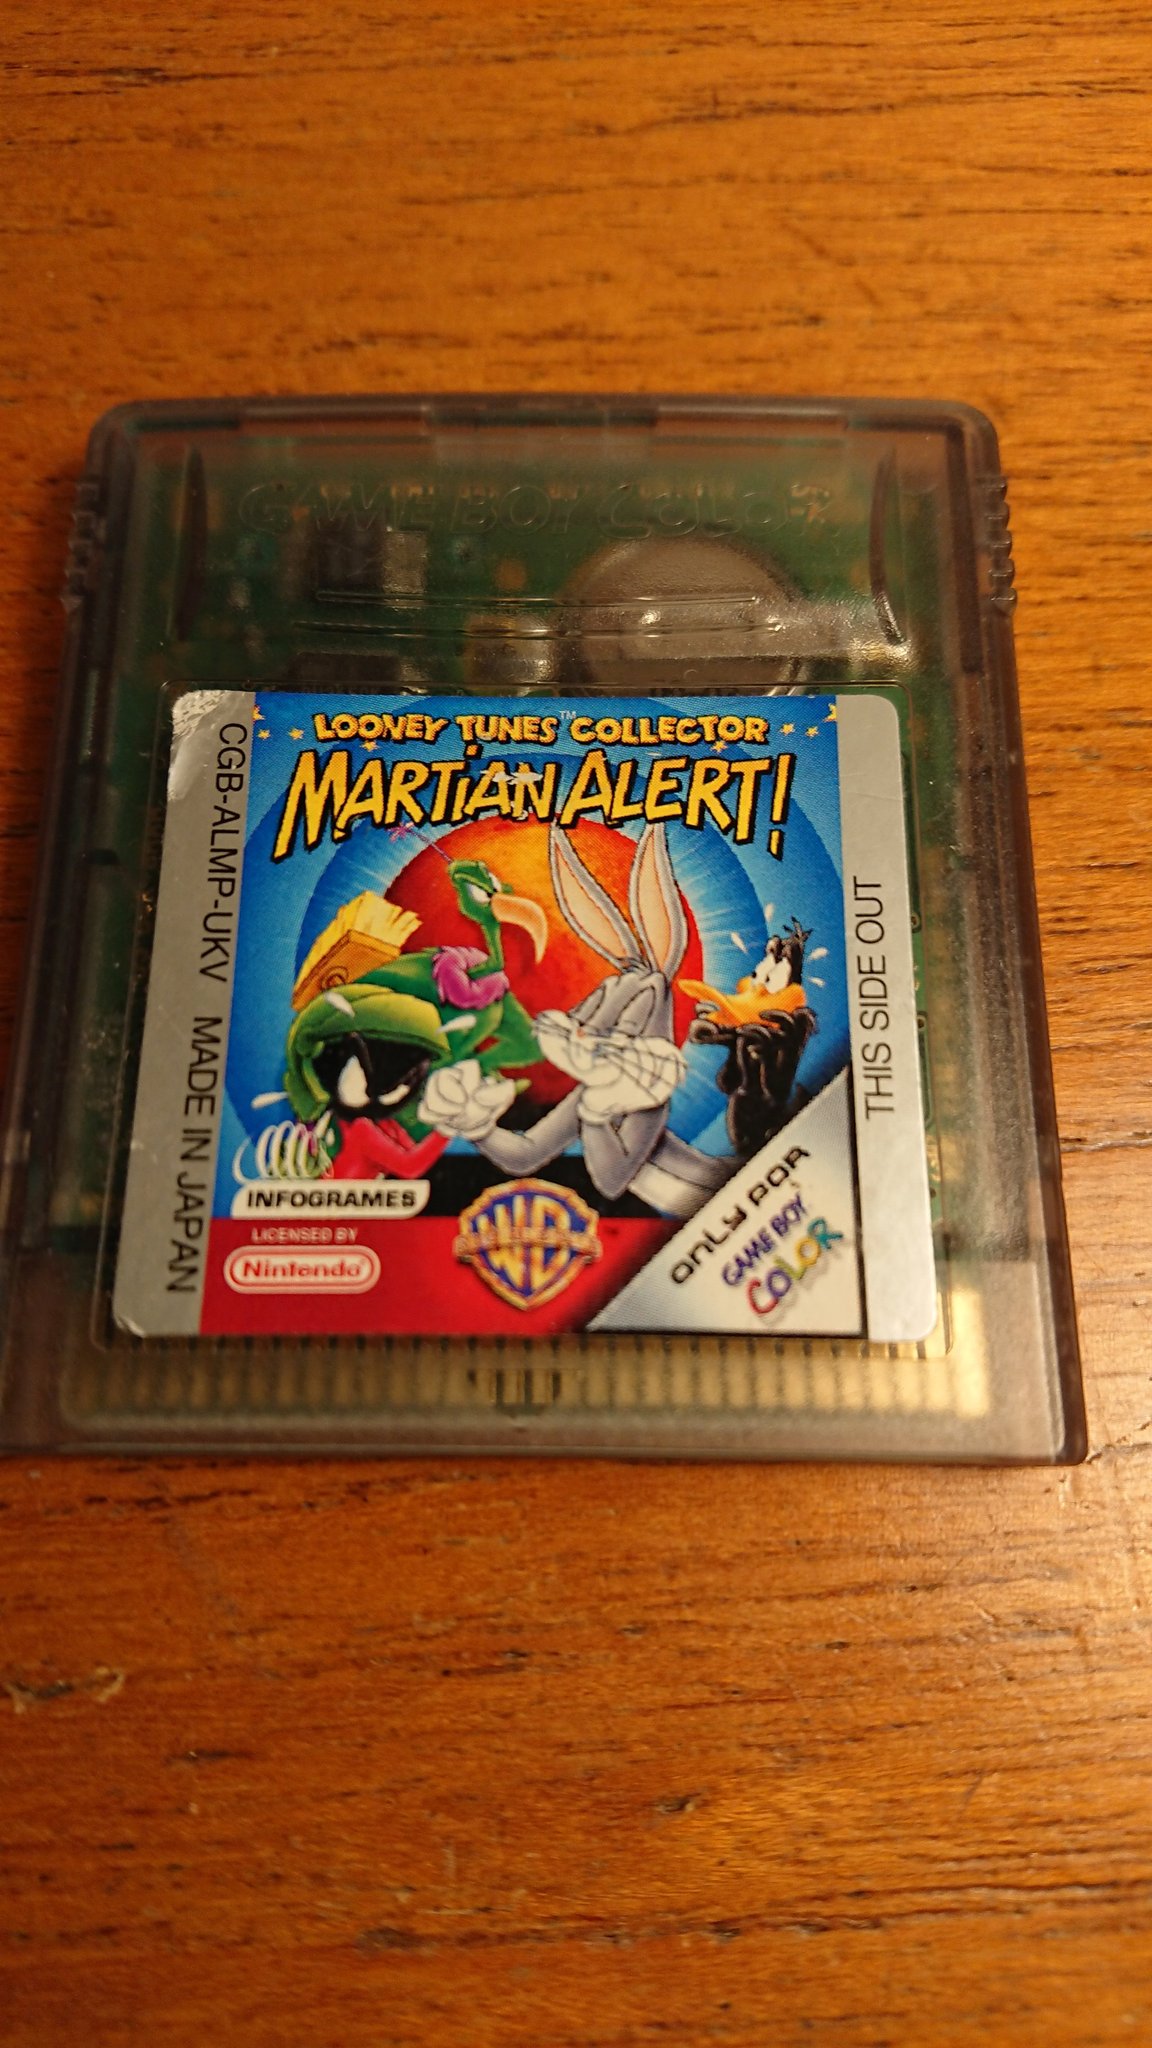 GAME BOY COLOR
LOONEY TUNES™ COLLECTOR
MARTIAN ALERT!
CGB-ALMP-UKV MADE IN JAPAN
THIS SIDE OUT
INFOGRAMES
LICENSED BY
Nintendo®
WB
ONLY FOR
GAME BOY
COLOR